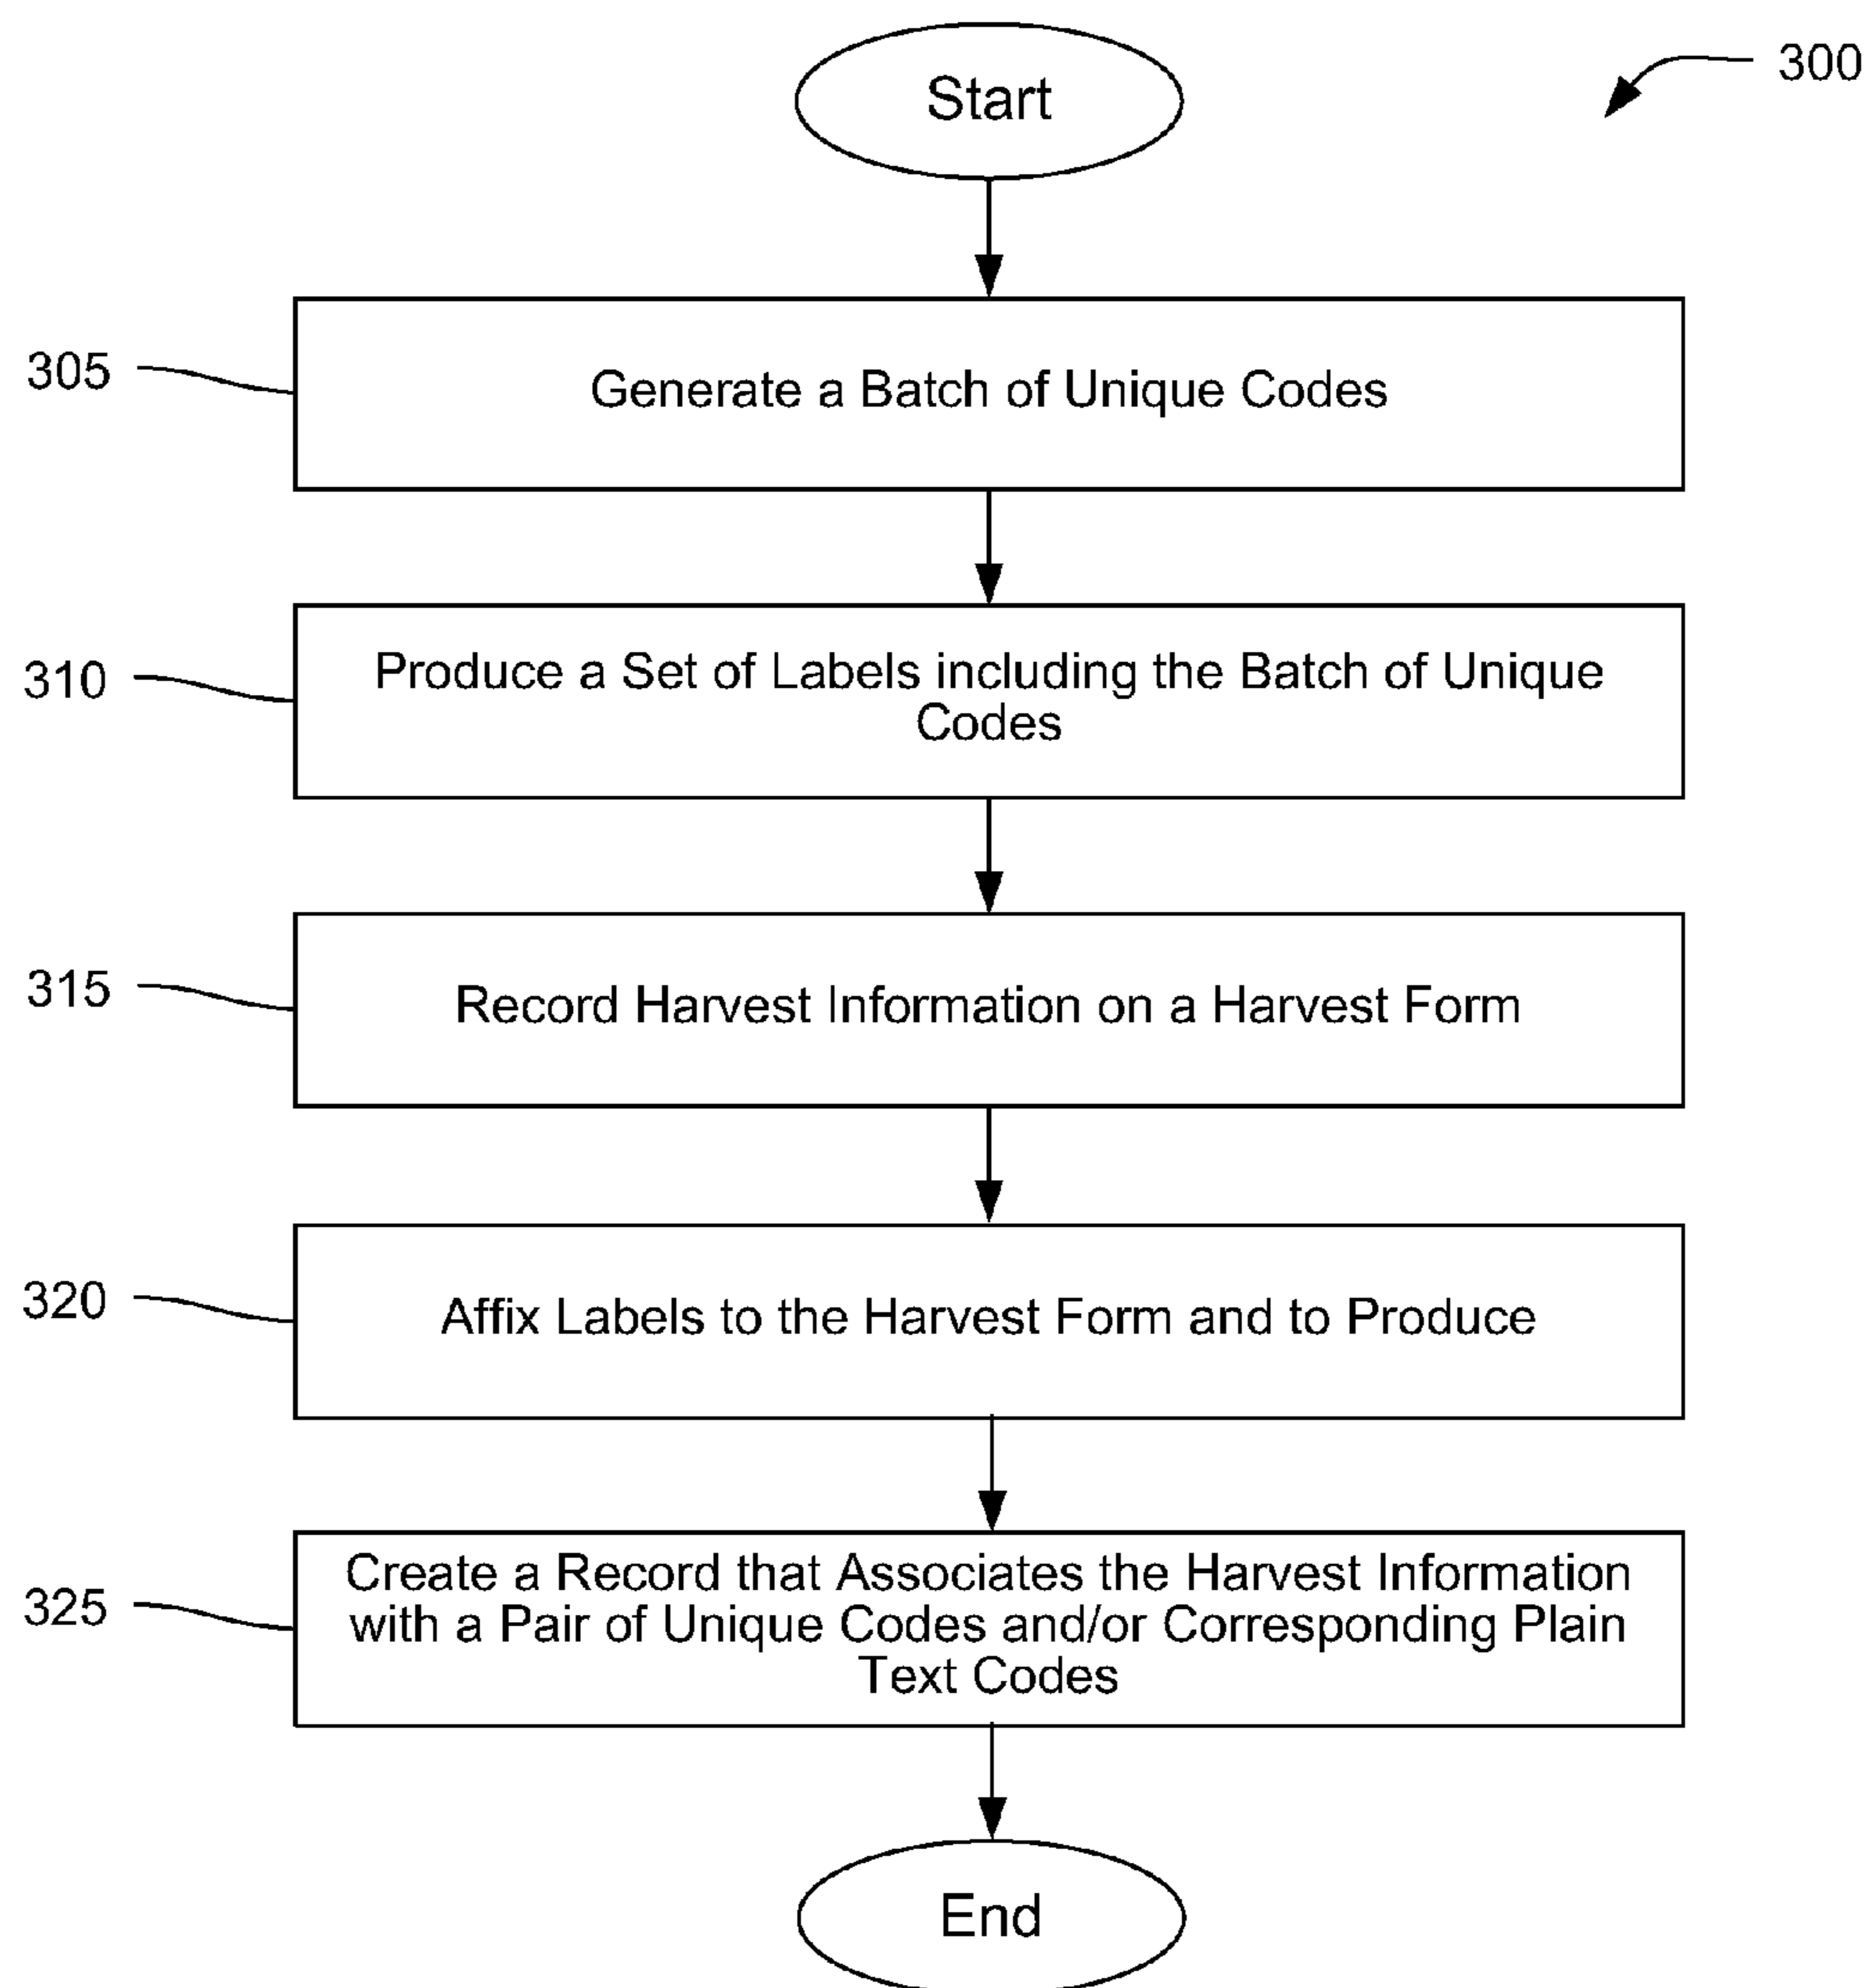 Start
300
305
Generate a Batch of Unique Codes
310
Produce a Set of Labels including the Batch of Unique
Codes
315
Record Harvest Information on a Harvest Form
320
Affix Labels to the Harvest Form and to Produce
325
Create a Record that Associates the Harvest Information
with a Pair of Unique Codes and/or Corresponding Plain
Text Codes
End